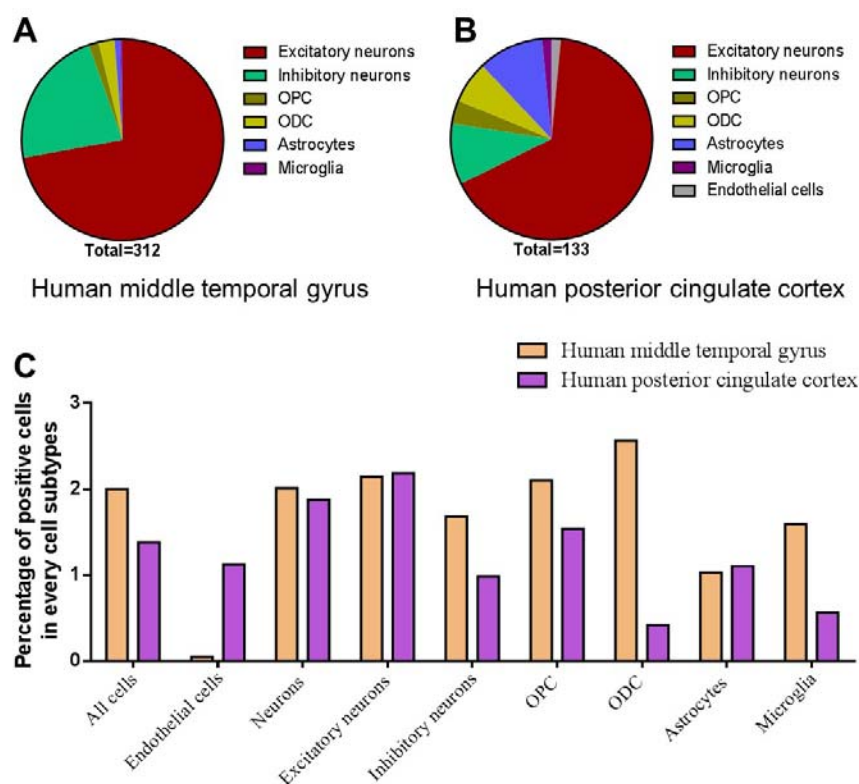 A
Excitatory neurons
Inhibitory neurons
OPC
ODC
Astrocytes
Microglia
Total=312
Human middle temporal gyrus
B
Excitatory neurons
Inhibitory neurons
OPC
ODC
Astrocytes
Microglia
Endothelial cells
Total=133
Human posterior cingulate cortex
C
Human middle temporal gyrus
Human posterior cingulate cortex
Percentage of positive cells
in every cell subtypes
3
2
1
0
All cells
Endothelial cells
Neurons
Excitatory neurons
Inhibitory neurons
OPC
ODC
Astrocytes
Microglia